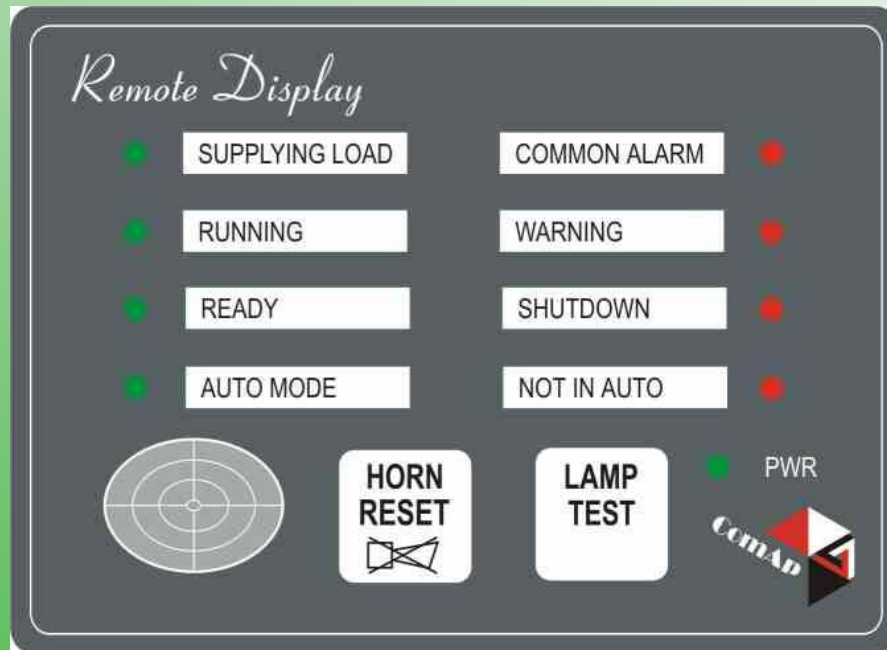 Remote Display
SUPPLYING LOAD
COMMON ALARM
RUNNING
WARNING
READY
SHUTDOWN
AUTO MODE
NOT IN AUTO
HORN
RESET
LAMP
TEST
PWR
ComAp